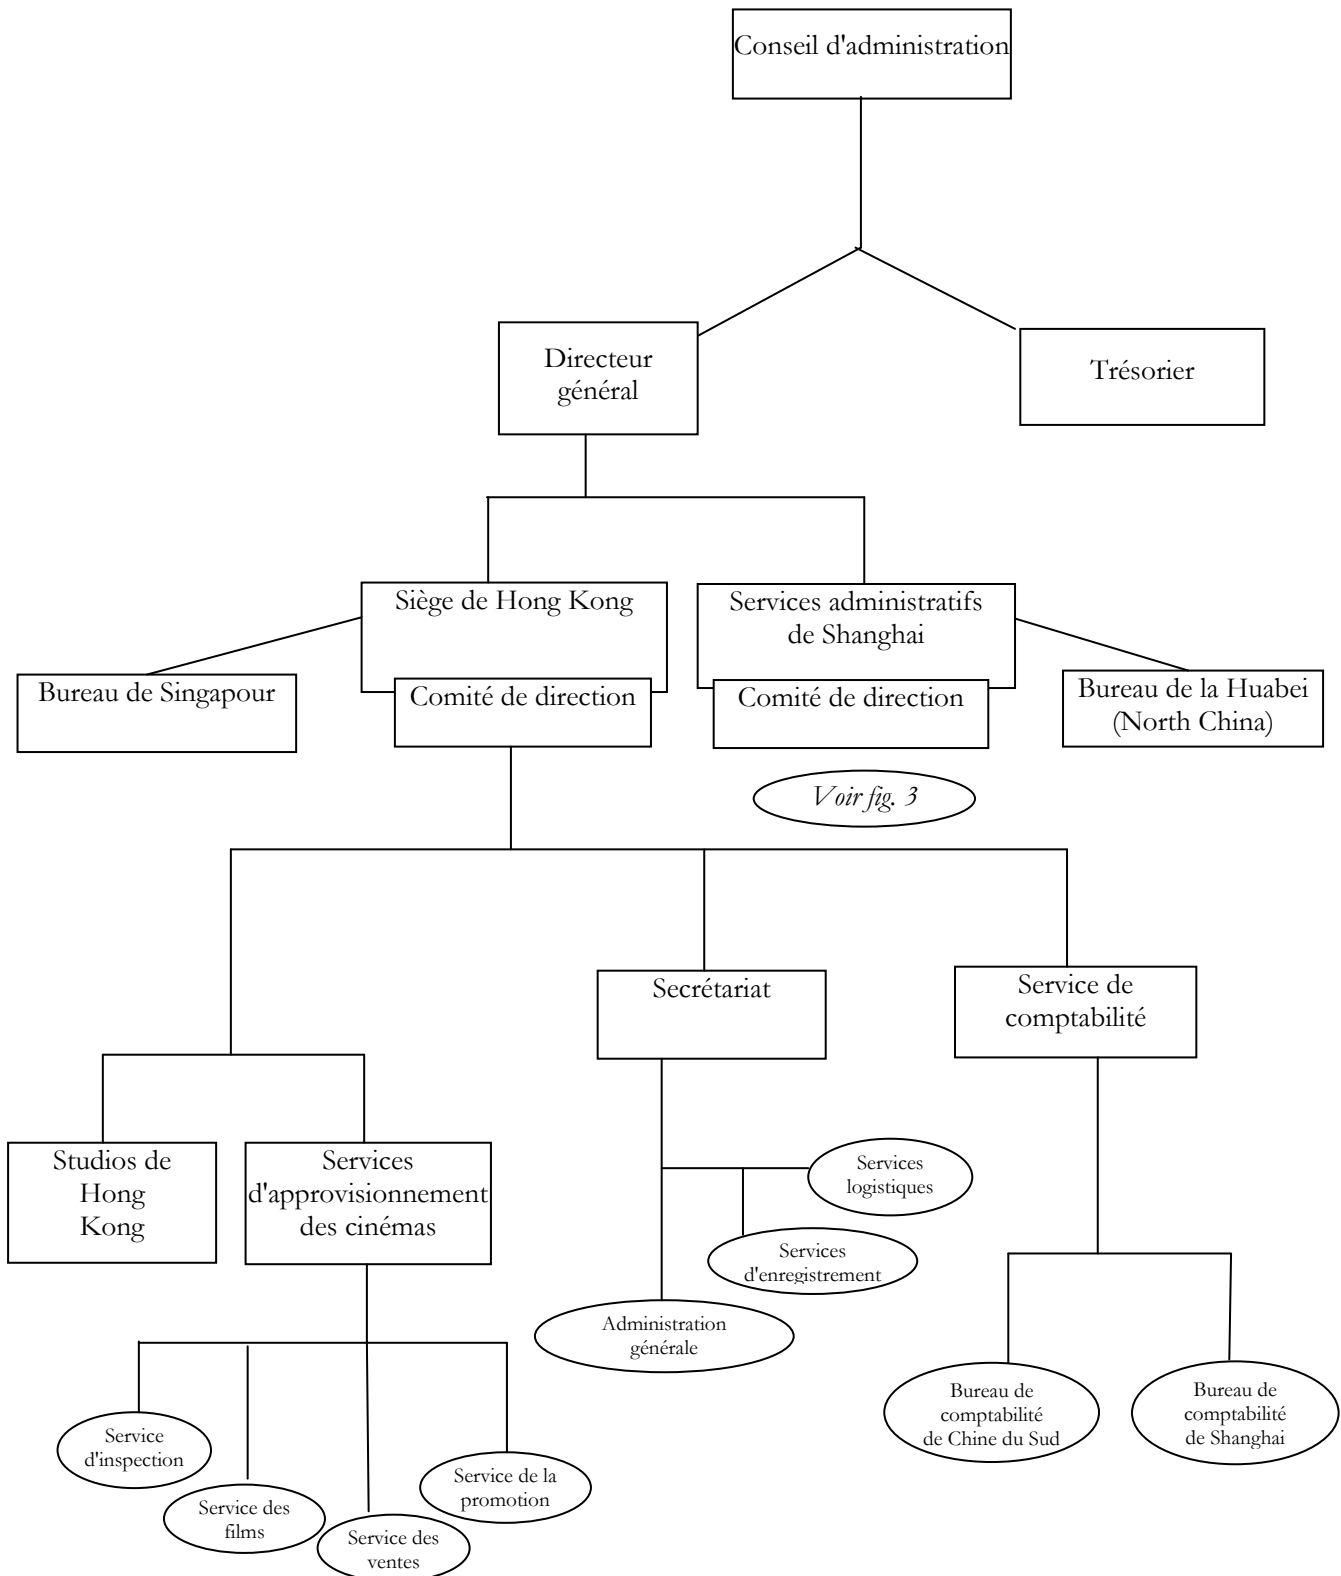 Conseil d'administration
Directeur
général
Trésorier
Siège de Hong Kong
Services administratifs
de Shanghai
Bureau de Singapour
Comité de direction
Comité de direction
Bureau de la Huabei
(North China)
Voir fig. 3
Secrétariat
Service de
comptabilité
Studios de
Hong
Kong
Services
d'approvisionnement
des cinémas
Services
logistiques
Services
d'enregistrement
Administration
générale
Bureau de
comptabilité
de Chine du Sud
Bureau de
comptabilité
de Shanghai
Service
d'inspection
Service des
films
Service des
ventes
Service de la
promotion